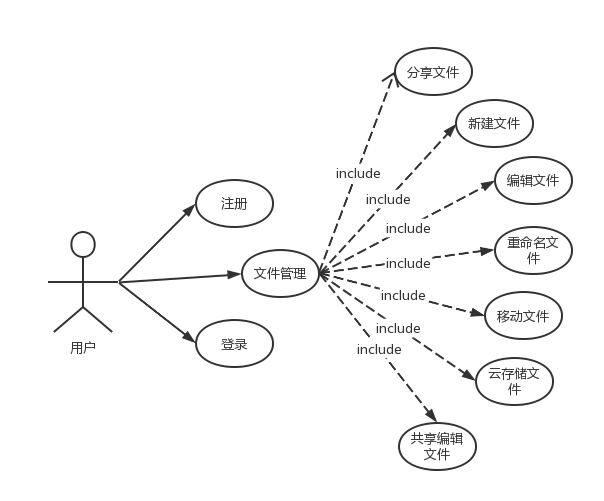 分享文件
新建文件
include
编辑文件
include
注册
include
重命名文
件
include
文件管理
include
移动文件
include
登录
用户
include
云存储文
件
共享编辑
文件